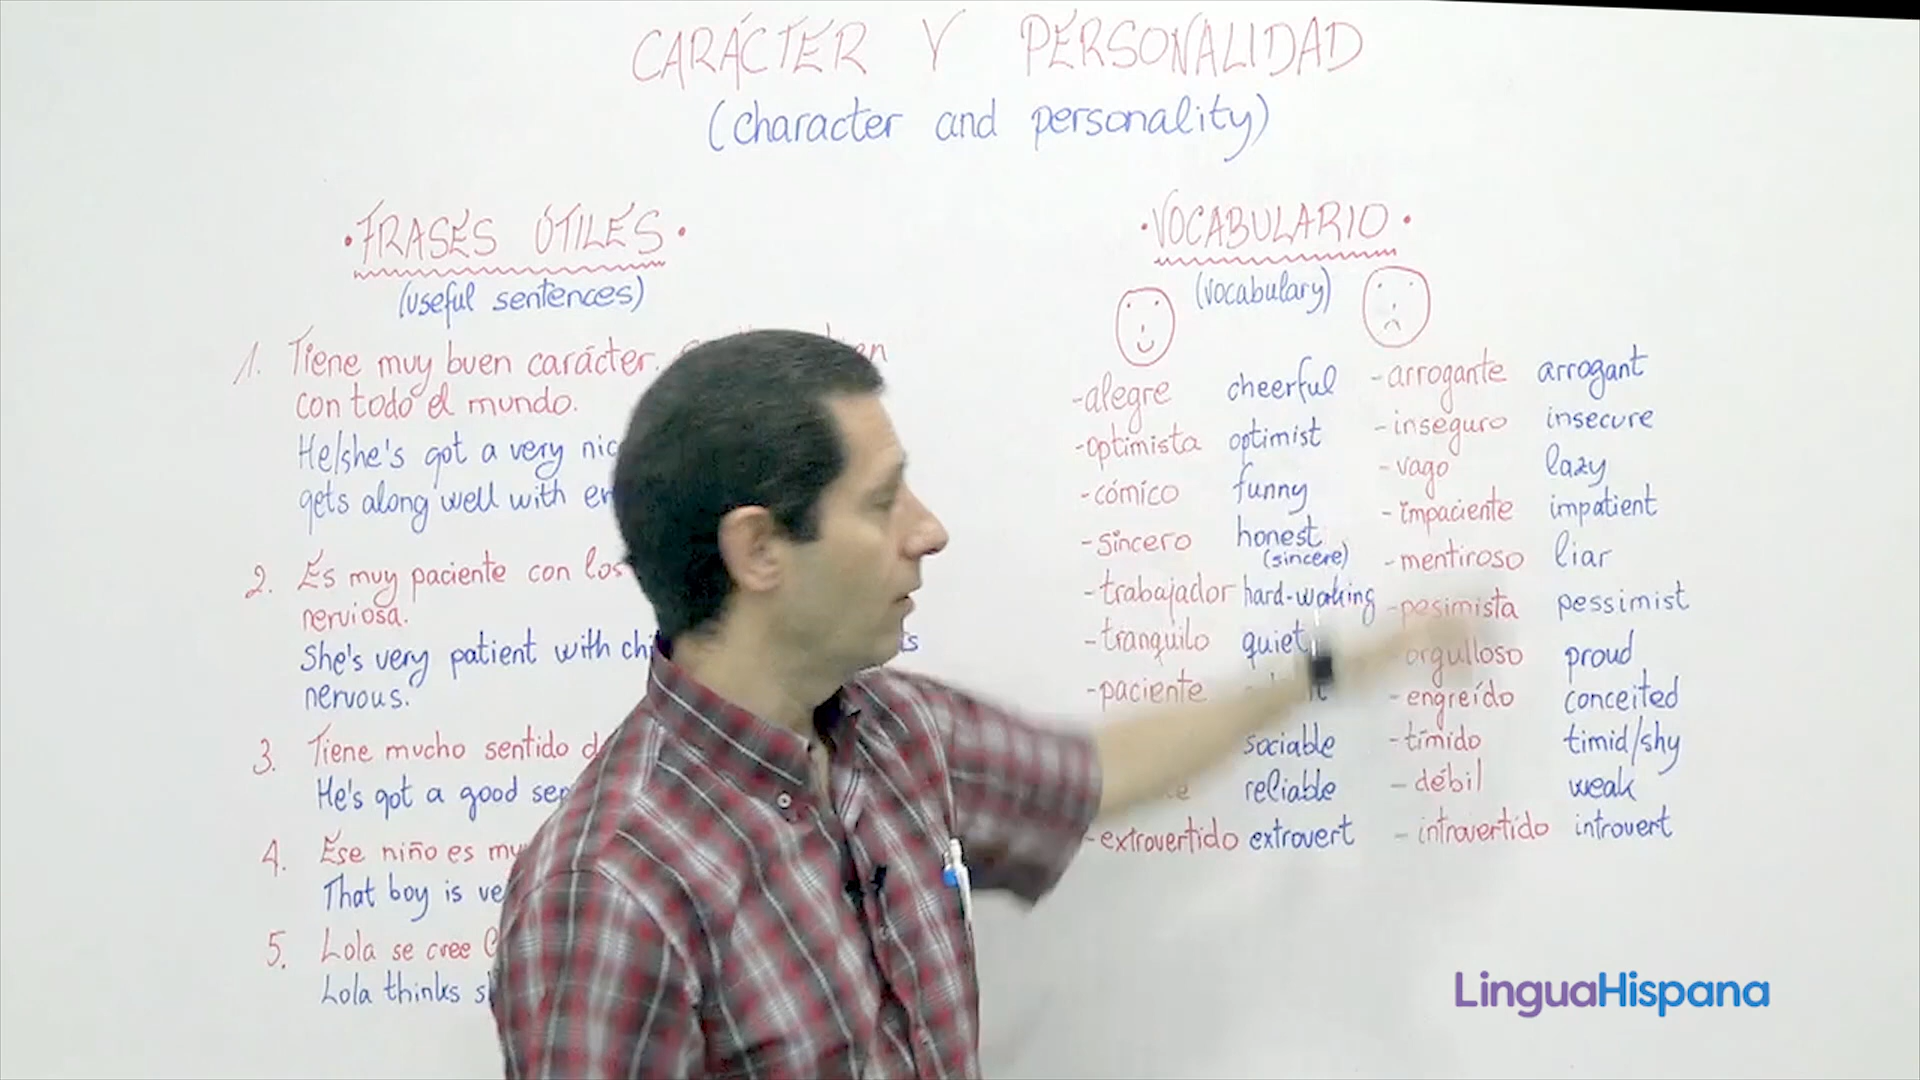 CARÁCTER Y PERSONALIDAD
(character and personality)
• FRASES ÚTILES •
(useful sentences)
1. Tiene muy buen carácter.
con todo el mundo.
He/she's got a very
gets along well with
2. Es muy paciente con los
nerviosa.
She's very patient with
nervous.
3. Tiene mucho sentido
He's got a good
4. Ese niño es
That boy is
5. Lola se cree
Lola thinks
• VOCABULARIO •
(vocabulary)
-alegre cheerful
-optimista optimist
-cómico funny
-sincero honest
(sincere)
-trabajador hard-working
-tranquilo quiet
-paciente
sociable
reliable
-extrovertido extrovert
-arrogante arrogant
-inseguro insecure
-vago lazy
-impaciente impatient
-mentiroso liar
-pesimista pessimist
orgulloso proud
-engreído conceited
-tímido timid/shy
-débil weak
-introvertido introvert
LinguaHispana